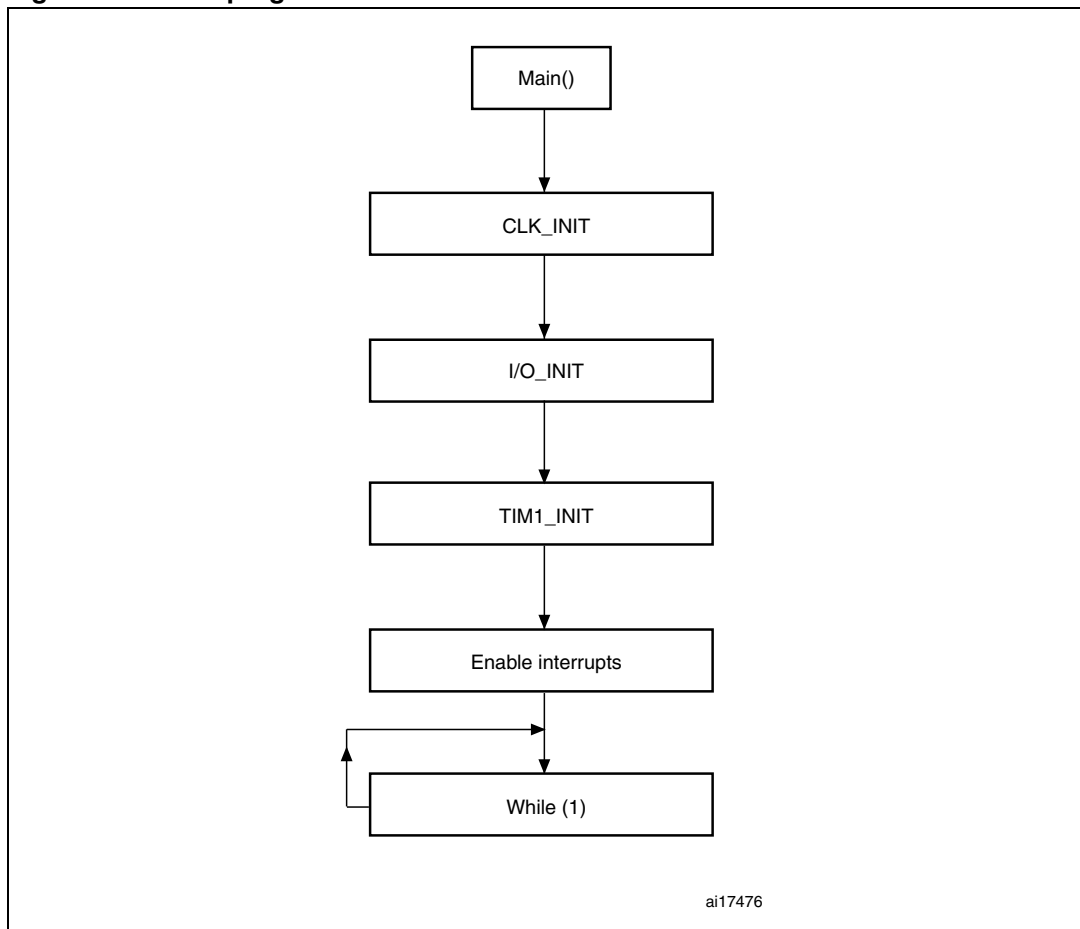 Main()
CLK_INIT
I/O_INIT
TIM1_INIT
Enable interrupts
While (1)
ai17476